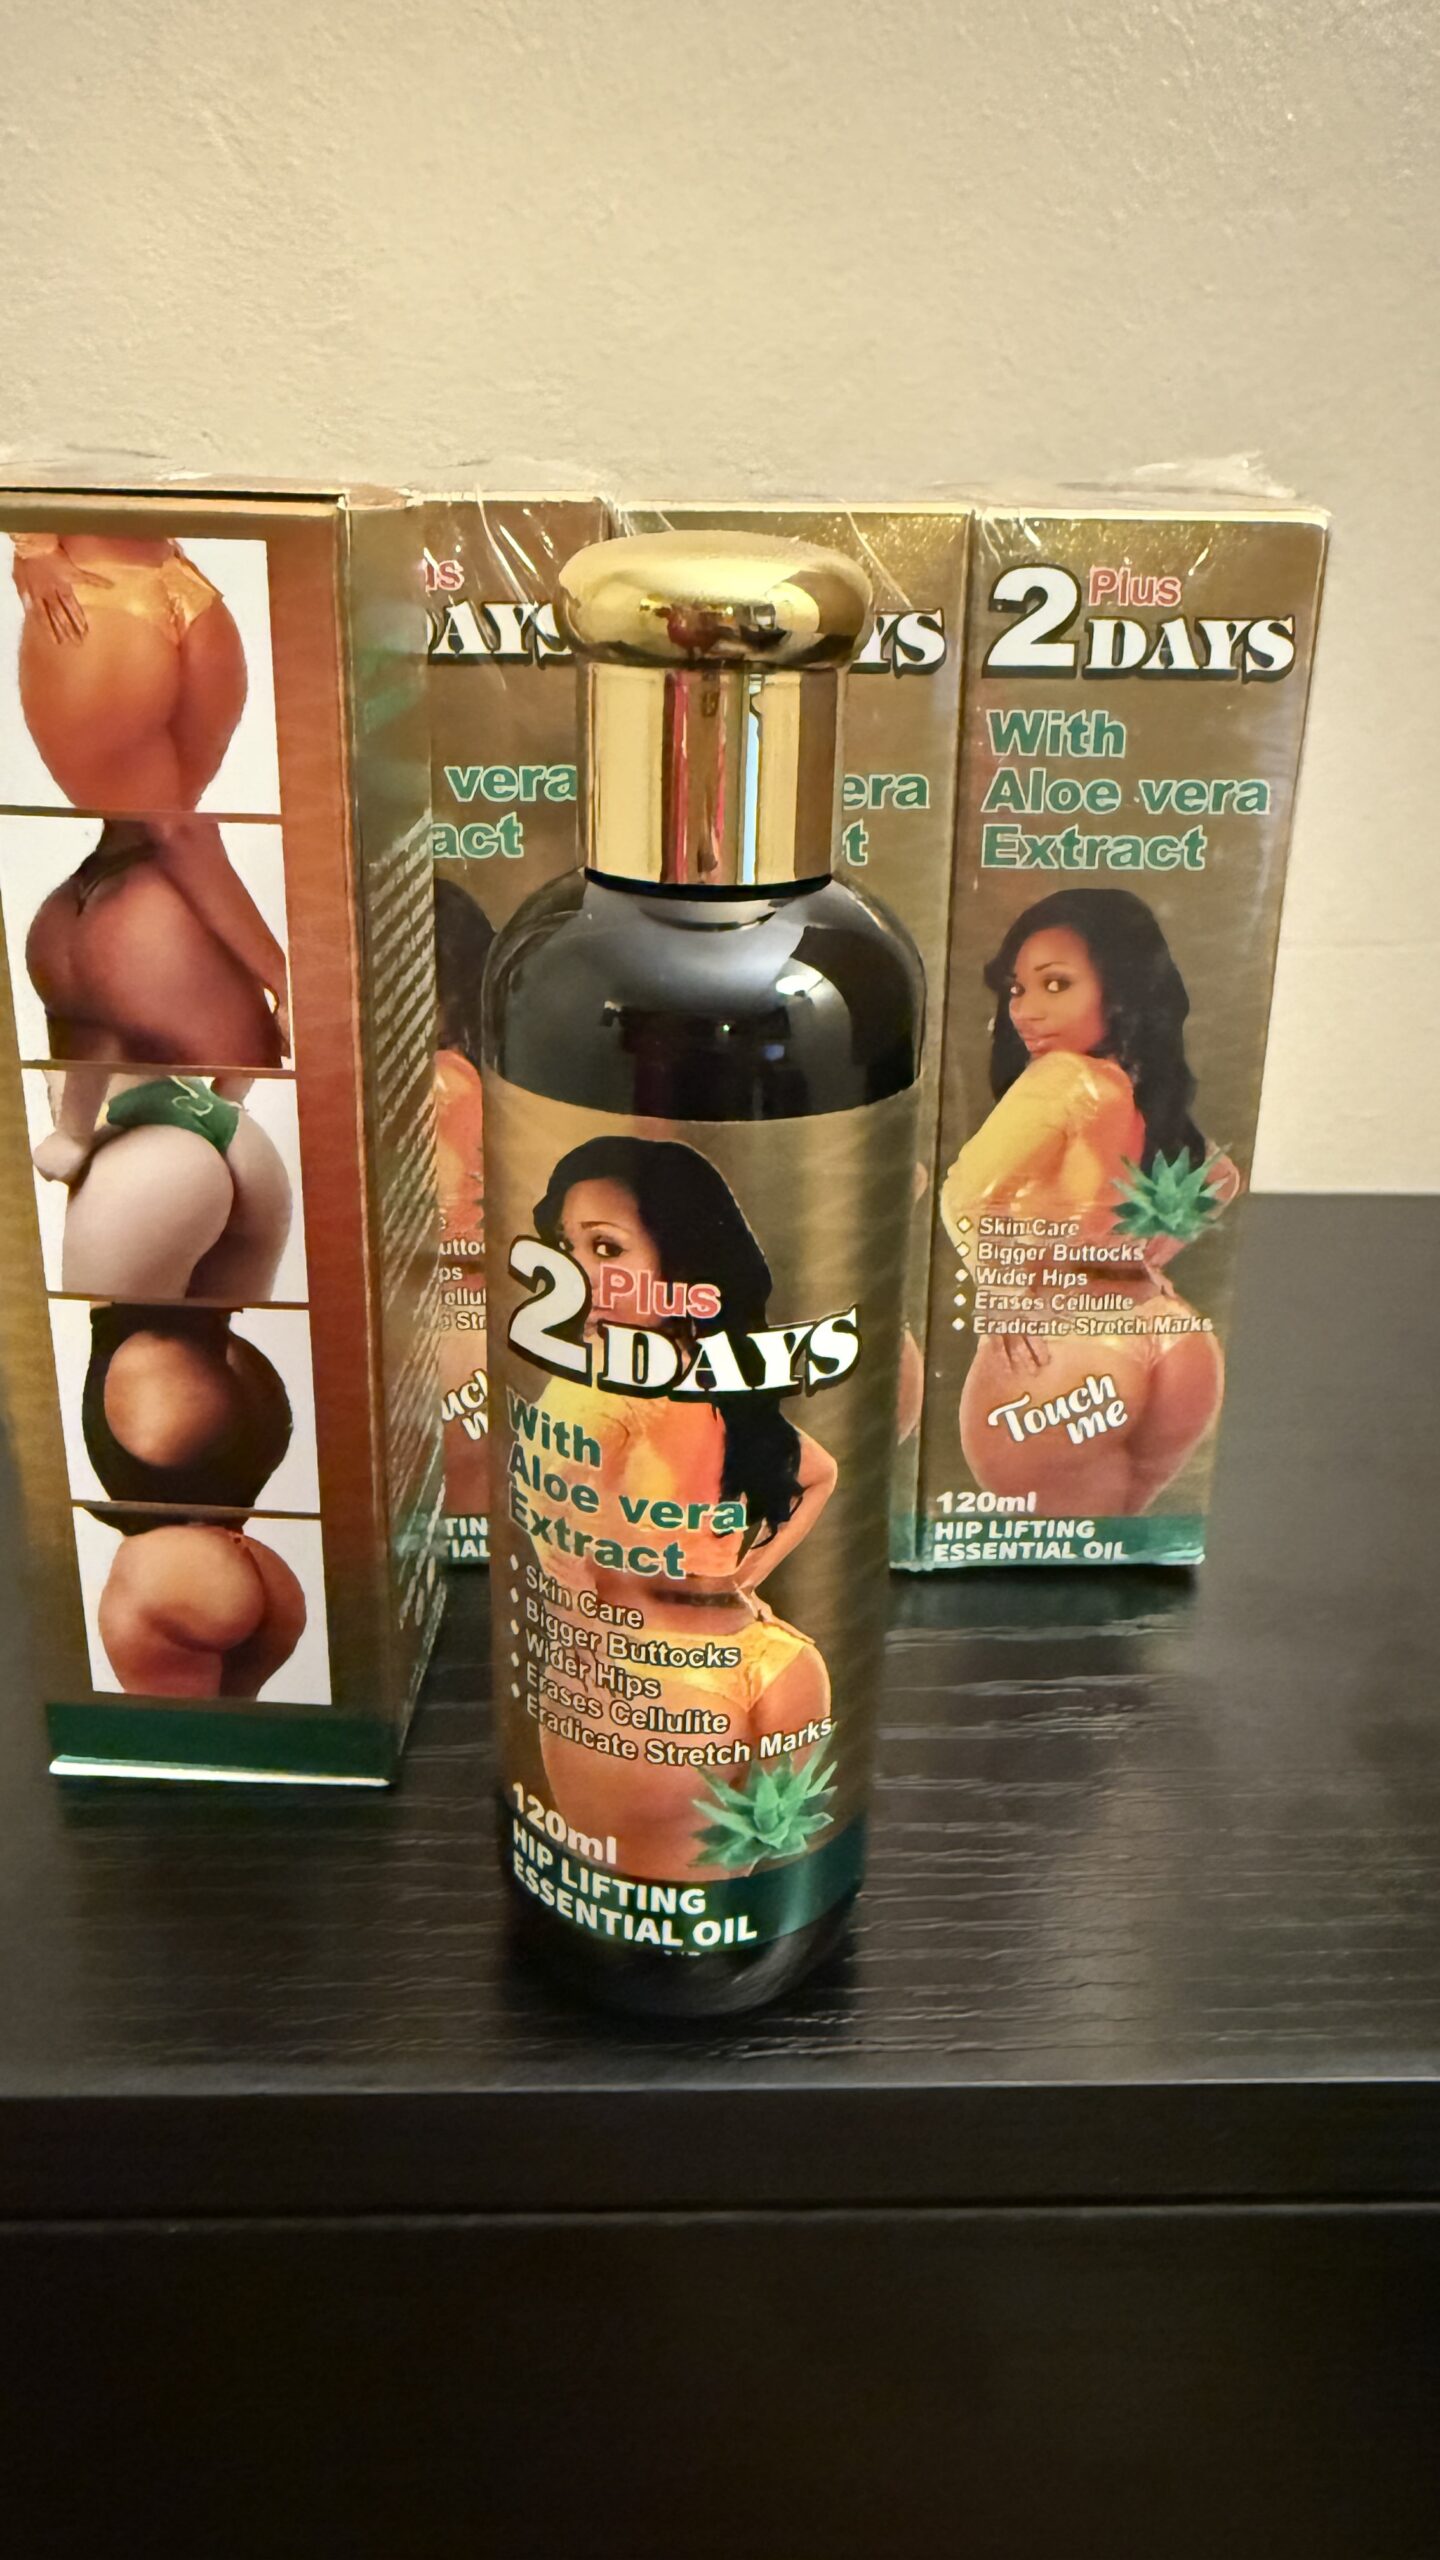 2 Plus
DAYS
With
Aloe vera
Extract
Skin Care
Bigger Buttocks
Wider Hips
Erases Cellulite
Eradicate Stretch Marks
120ml
HIP LIFTING
ESSENTIAL OIL
2 Plus
DAYS
With
Aloe vera
Extract
Skin Care
Bigger Buttocks
Wider Hips
Erases Cellulite
Eradicate Stretch Marks
Touch
me
120ml
HIP LIFTING
ESSENTIAL OIL
vera